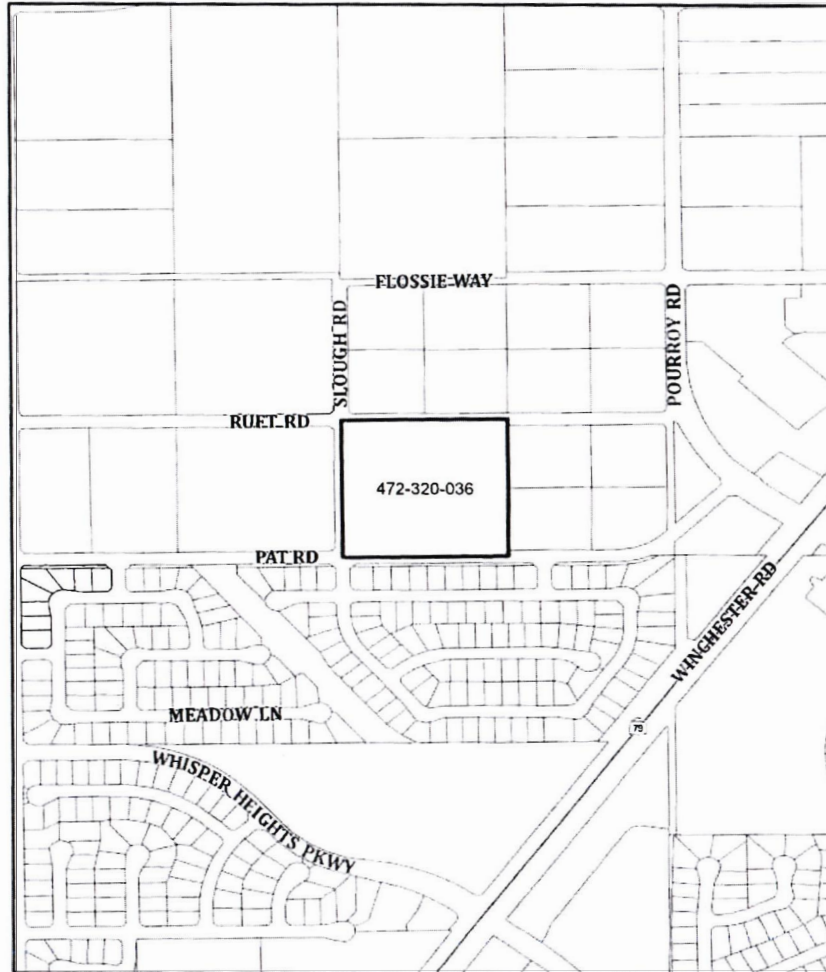 FLOSSIE WAY
SLOUGH RD
POURROY RD
RUET RD
472-320-036
PAT RD
WINCHESTER RD
MEADOW LN
79
WHISPER HEIGHTS PKWY